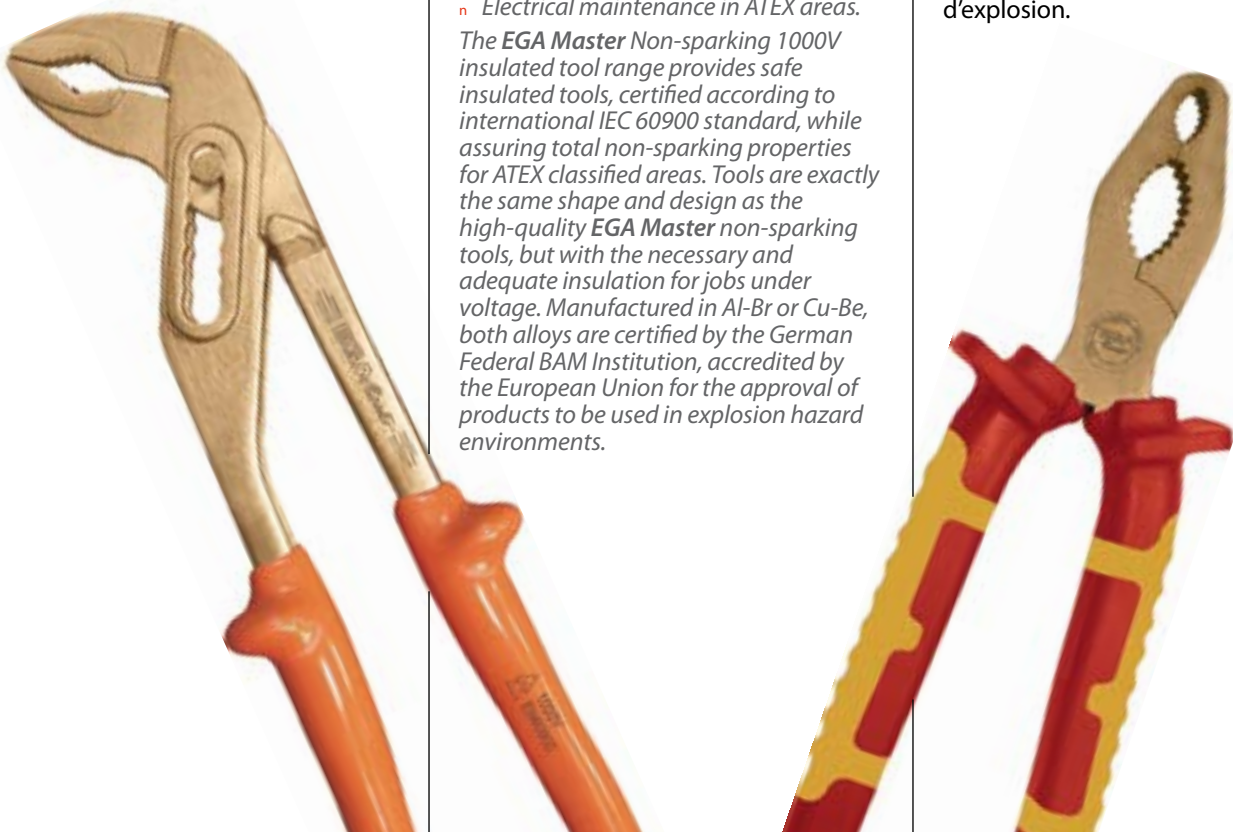 n Electrical maintenance in ATEX areas.
The EGA Master Non-sparking 1000V
insulated tool range provides safe
insulated tools, certified according to
international IEC 60900 standard, while
assuring total non-sparking properties
for ATEX classified areas. Tools are exactly
the same shape and design as the
high-quality EGA Master non-sparking
tools, but with the necessary and
adequate insulation for jobs under
voltage. Manufactured in Al-Br or Cu-Be,
both alloys are certified by the German
Federal BAM Institution, accredited by
the European Union for the approval of
products to be used in explosion hazard
environments.
d’explosion.
1000V